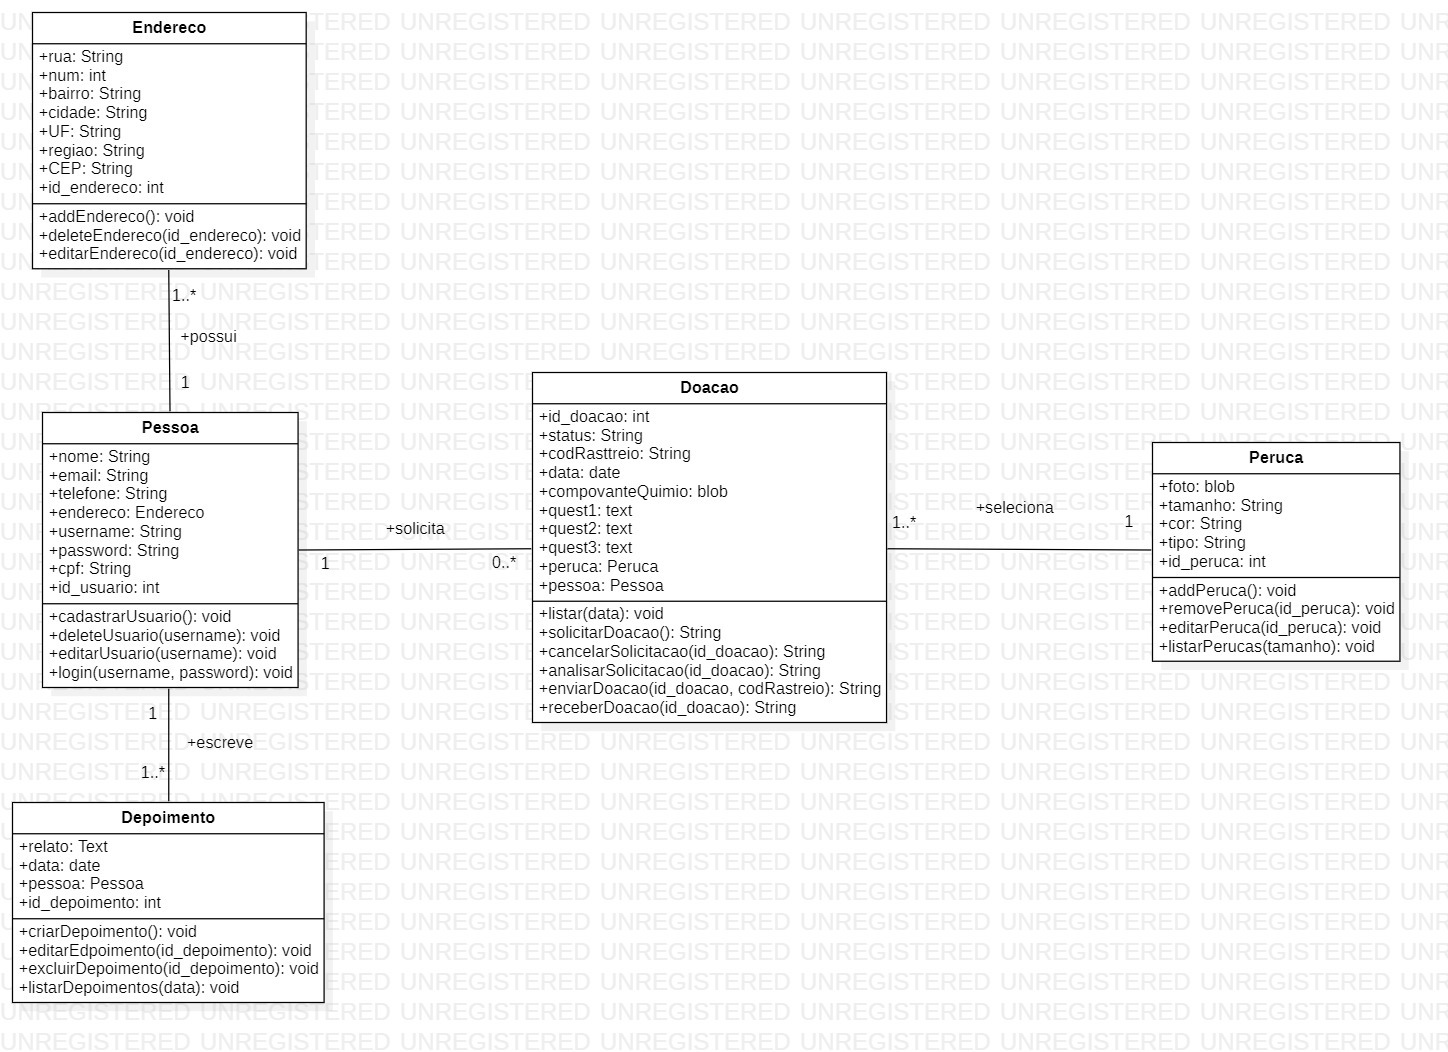 Endereco
+rua: String
+num: int
+bairro: String
+cidade: String
+UF: String
+regiao: String
+CEP: String
+id_endereco: int
+addEndereco(): void
+deleteEndereco(id_endereco): void
+editarEndereco(id_endereco): void
1..*
+possui
1
Pessoa
+nome: String
+email: String
+telefone: String
+endereco: Endereco
+username: String
+password: String
+cpf: String
+id_usuario: int
+cadastrarUsuario(): void
+deleteUsuario(username): void
+editarUsuario(username): void
+login(username, password): void
+solicita
1
0..*
Doacao
+id_doacao: int
+status: String
+codRasttreio: String
+data: date
+compovanteQuimio: blob
+quest1: text
+quest2: text
+quest3: text
+peruca: Peruca
+pessoa: Pessoa
+listar(data): void
+solicitarDoacao(): String
+cancelarSolicitacao(id_doacao): String
+analisarSolicitacao(id_doacao): String
+enviarDoacao(id_doacao, codRastreio): String
+receberDoacao(id_doacao): String
+seleciona
1..*
1
Peruca
+foto: blob
+tamanho: String
+cor: String
+tipo: String
+id_peruca: int
+addPeruca(): void
+removePeruca(id_peruca): void
+editarPeruca(id_peruca): void
+listarPerucas(tamanho): void
1
+escreve
1..*
Depoimento
+relato: Text
+data: date
+pessoa: Pessoa
+id_depoimento: int
+criarDepoimento(): void
+editarEdpoimento(id_depoimento): void
+excluirDepoimento(id_depoimento): void
+listarDepoimentos(data): void
UNREGISTERED